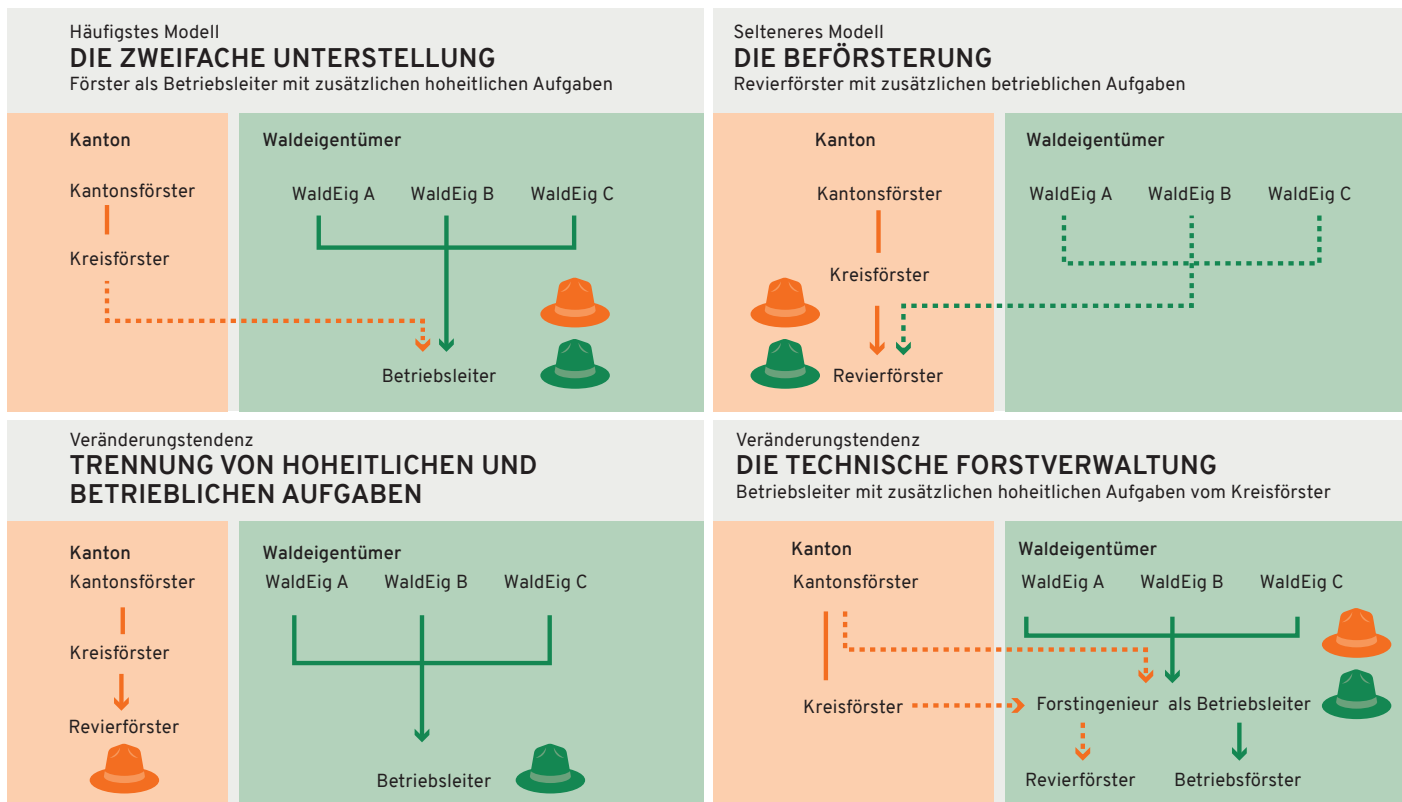 Häufigstes Modell
DIE ZWEIFACHE UNTERSTELLUNG
Förster als Betriebsleiter mit zusätzlichen hoheitlichen Aufgaben
Kanton
Waldeigentümer
Kantonsförster
WaldEig A
WaldEig B
WaldEig C
Kreisförster
Betriebsleiter
Selteneres Modell
DIE BEFÖRSTERUNG
Revierförster mit zusätzlichen betrieblichen Aufgaben
Kanton
Waldeigentümer
Kantonsförster
WaldEig A
WaldEig B
WaldEig C
Kreisförster
Revierförster
Veränderungstendenz
TRENNUNG VON HOHEITLICHEN UND
BETRIEBLICHEN AUFGABEN
Kanton
Waldeigentümer
Kantonsförster
WaldEig A
WaldEig B
WaldEig C
Kreisförster
Revierförster
Betriebsleiter
Veränderungstendenz
DIE TECHNISCHE FORSTVERWALTUNG
Betriebsleiter mit zusätzlichen hoheitlichen Aufgaben vom Kreisförster
Kanton
Waldeigentümer
Kantonsförster
WaldEig A
WaldEig B
WaldEig C
Kreisförster
Forstingenieur als Betriebsleiter
Revierförster
Betriebsförster